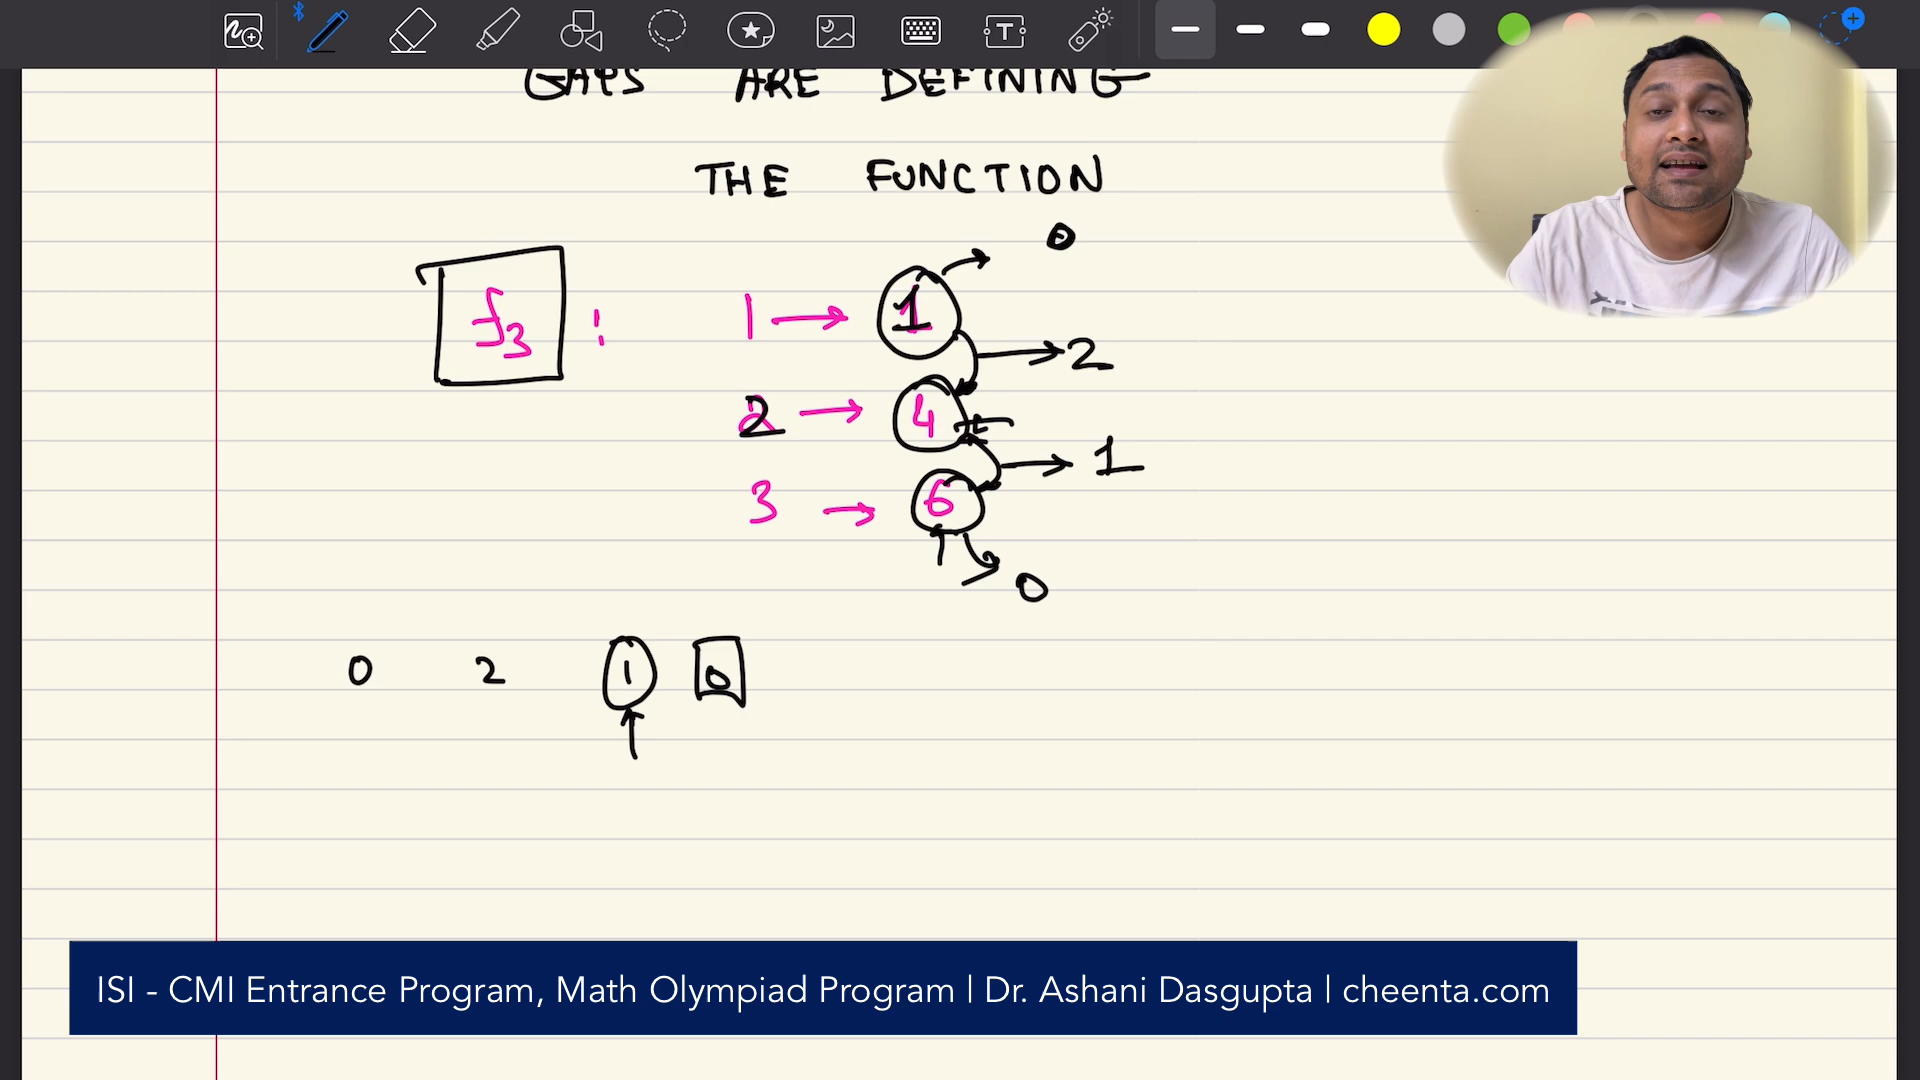 GAPS ARE DEFINING
THE FUNCTION
0
f3 : 1 → 1
2
2 → 4
1
3 → 6
0
0 2 1 0
ISI - CMI Entrance Program, Math Olympiad Program | Dr. Ashani Dasgupta | cheenta.com